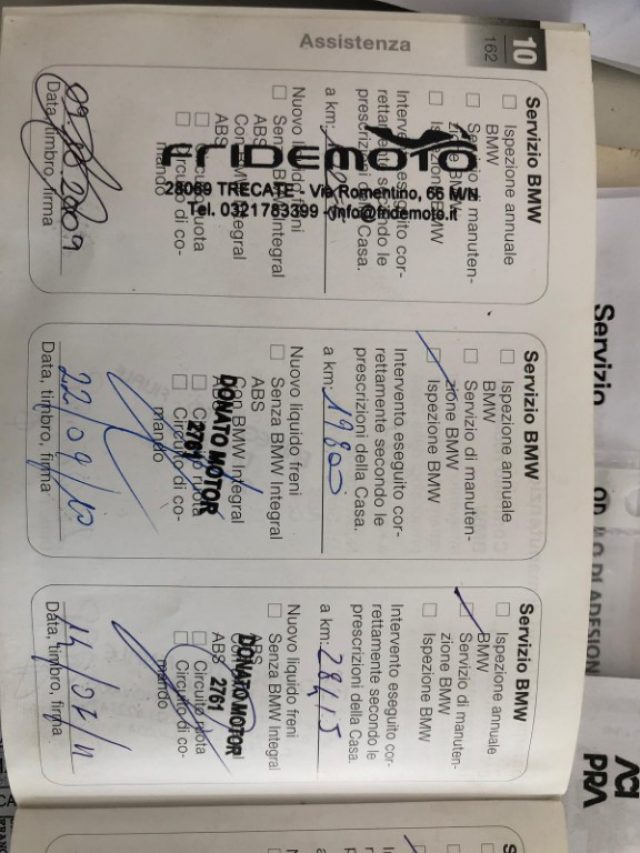 10
162
Assistenza
Servizio BMW
Ispezione annuale
BMW
Servizio di manuten-
zione BMW
Ispezione BMW
Intervento eseguito cor-
rettamente secondo le
prescrizioni della Casa.
a km:
Nuovo liquido freni
Senza BMW Integral
ABS
Con BMW Integral
ABS
Circuito ruota
Circuito di co-
mando
FRIDEMOTO
28069 TRECATE - Via Romentino, 65 M/N
Tel. 0321783399 - info@fridemoto.it
09.08.2009
Data, timbro, firma
Servizio BMW
Ispezione annuale
BMW
Servizio di manuten-
zione BMW
Ispezione BMW
Intervento eseguito cor-
rettamente secondo le
prescrizioni della Casa.
a km: 19800
Nuovo liquido freni
Senza BMW Integral
ABS
Con BMW Integral
ABS
Circuito ruota
Circuito di co-
mando
DONATO MOTOR
2761
22/09/10
Data, timbro, firma
Servizio BMW
Ispezione annuale
BMW
Servizio di manuten-
zione BMW
Ispezione BMW
Intervento eseguito cor-
rettamente secondo le
prescrizioni della Casa.
a km: 28115
Nuovo liquido freni
Senza BMW Integral
ABS
Con BMW Integral
ABS
Circuito ruota
Circuito di co-
mando
DONATO MOTOR
2761
14/02/11
Data, timbro, firma
Servizio
DI ADESION
ACI
PRA